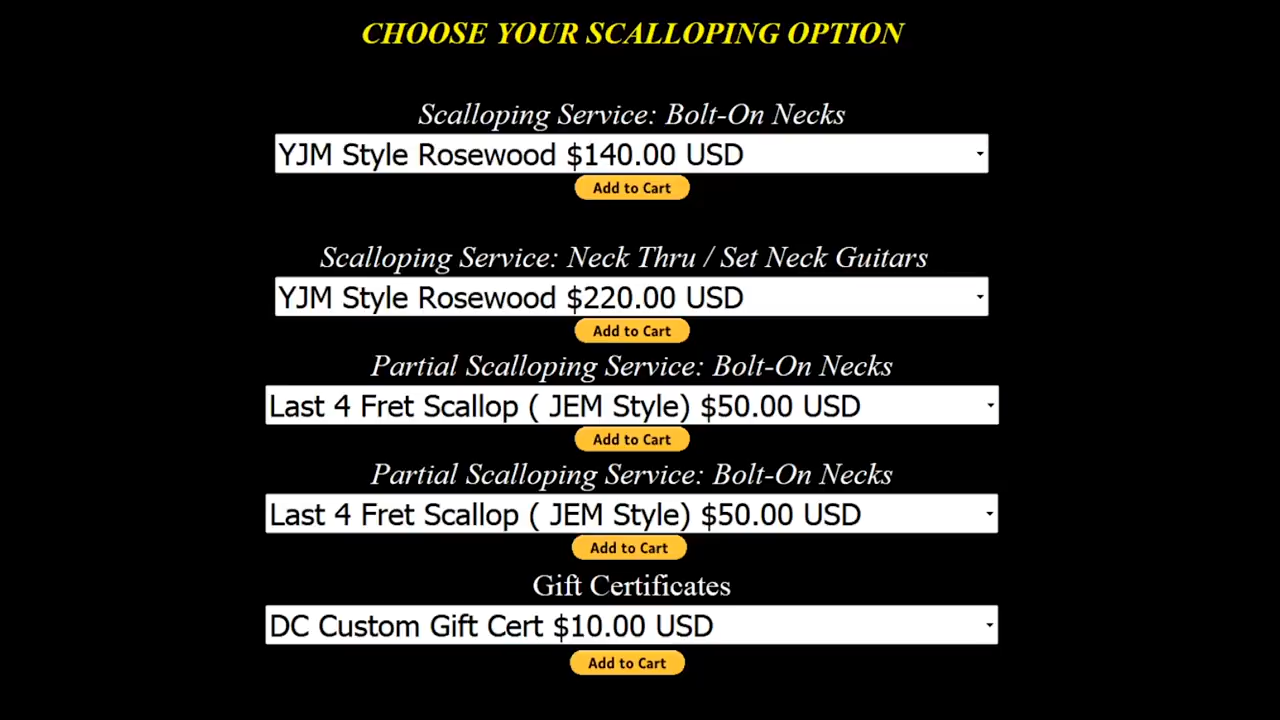 CHOOSE YOUR SCALLOPING OPTION
Scalloping Service: Bolt-On Necks
YJM Style Rosewood $140.00 USD
Add to Cart
Scalloping Service: Neck Thru / Set Neck Guitars
YJM Style Rosewood $220.00 USD
Add to Cart
Partial Scalloping Service: Bolt-On Necks
Last 4 Fret Scallop ( JEM Style) $50.00 USD
Add to Cart
Partial Scalloping Service: Bolt-On Necks
Last 4 Fret Scallop ( JEM Style) $50.00 USD
Add to Cart
Gift Certificates
DC Custom Gift Cert $10.00 USD
Add to Cart